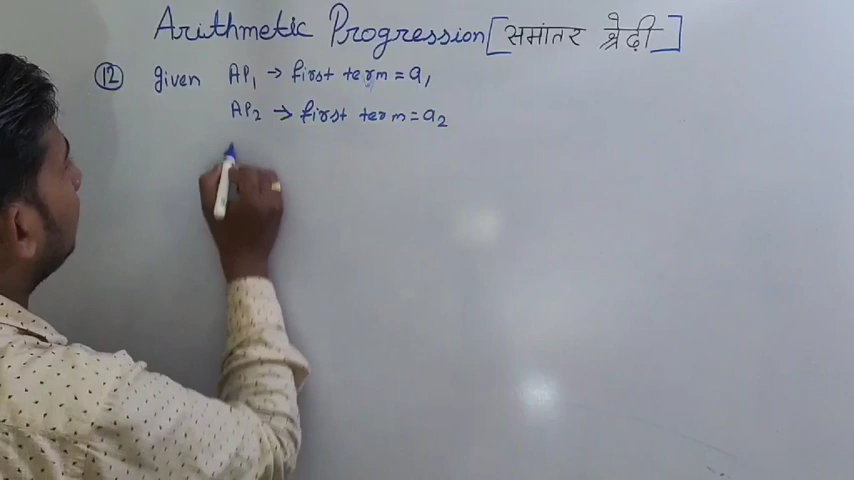 Arithmetic Progression [समांतर श्रेढ़ी]
(12) given AP₁ → first term = a₁
AP₂ → first term = a₂